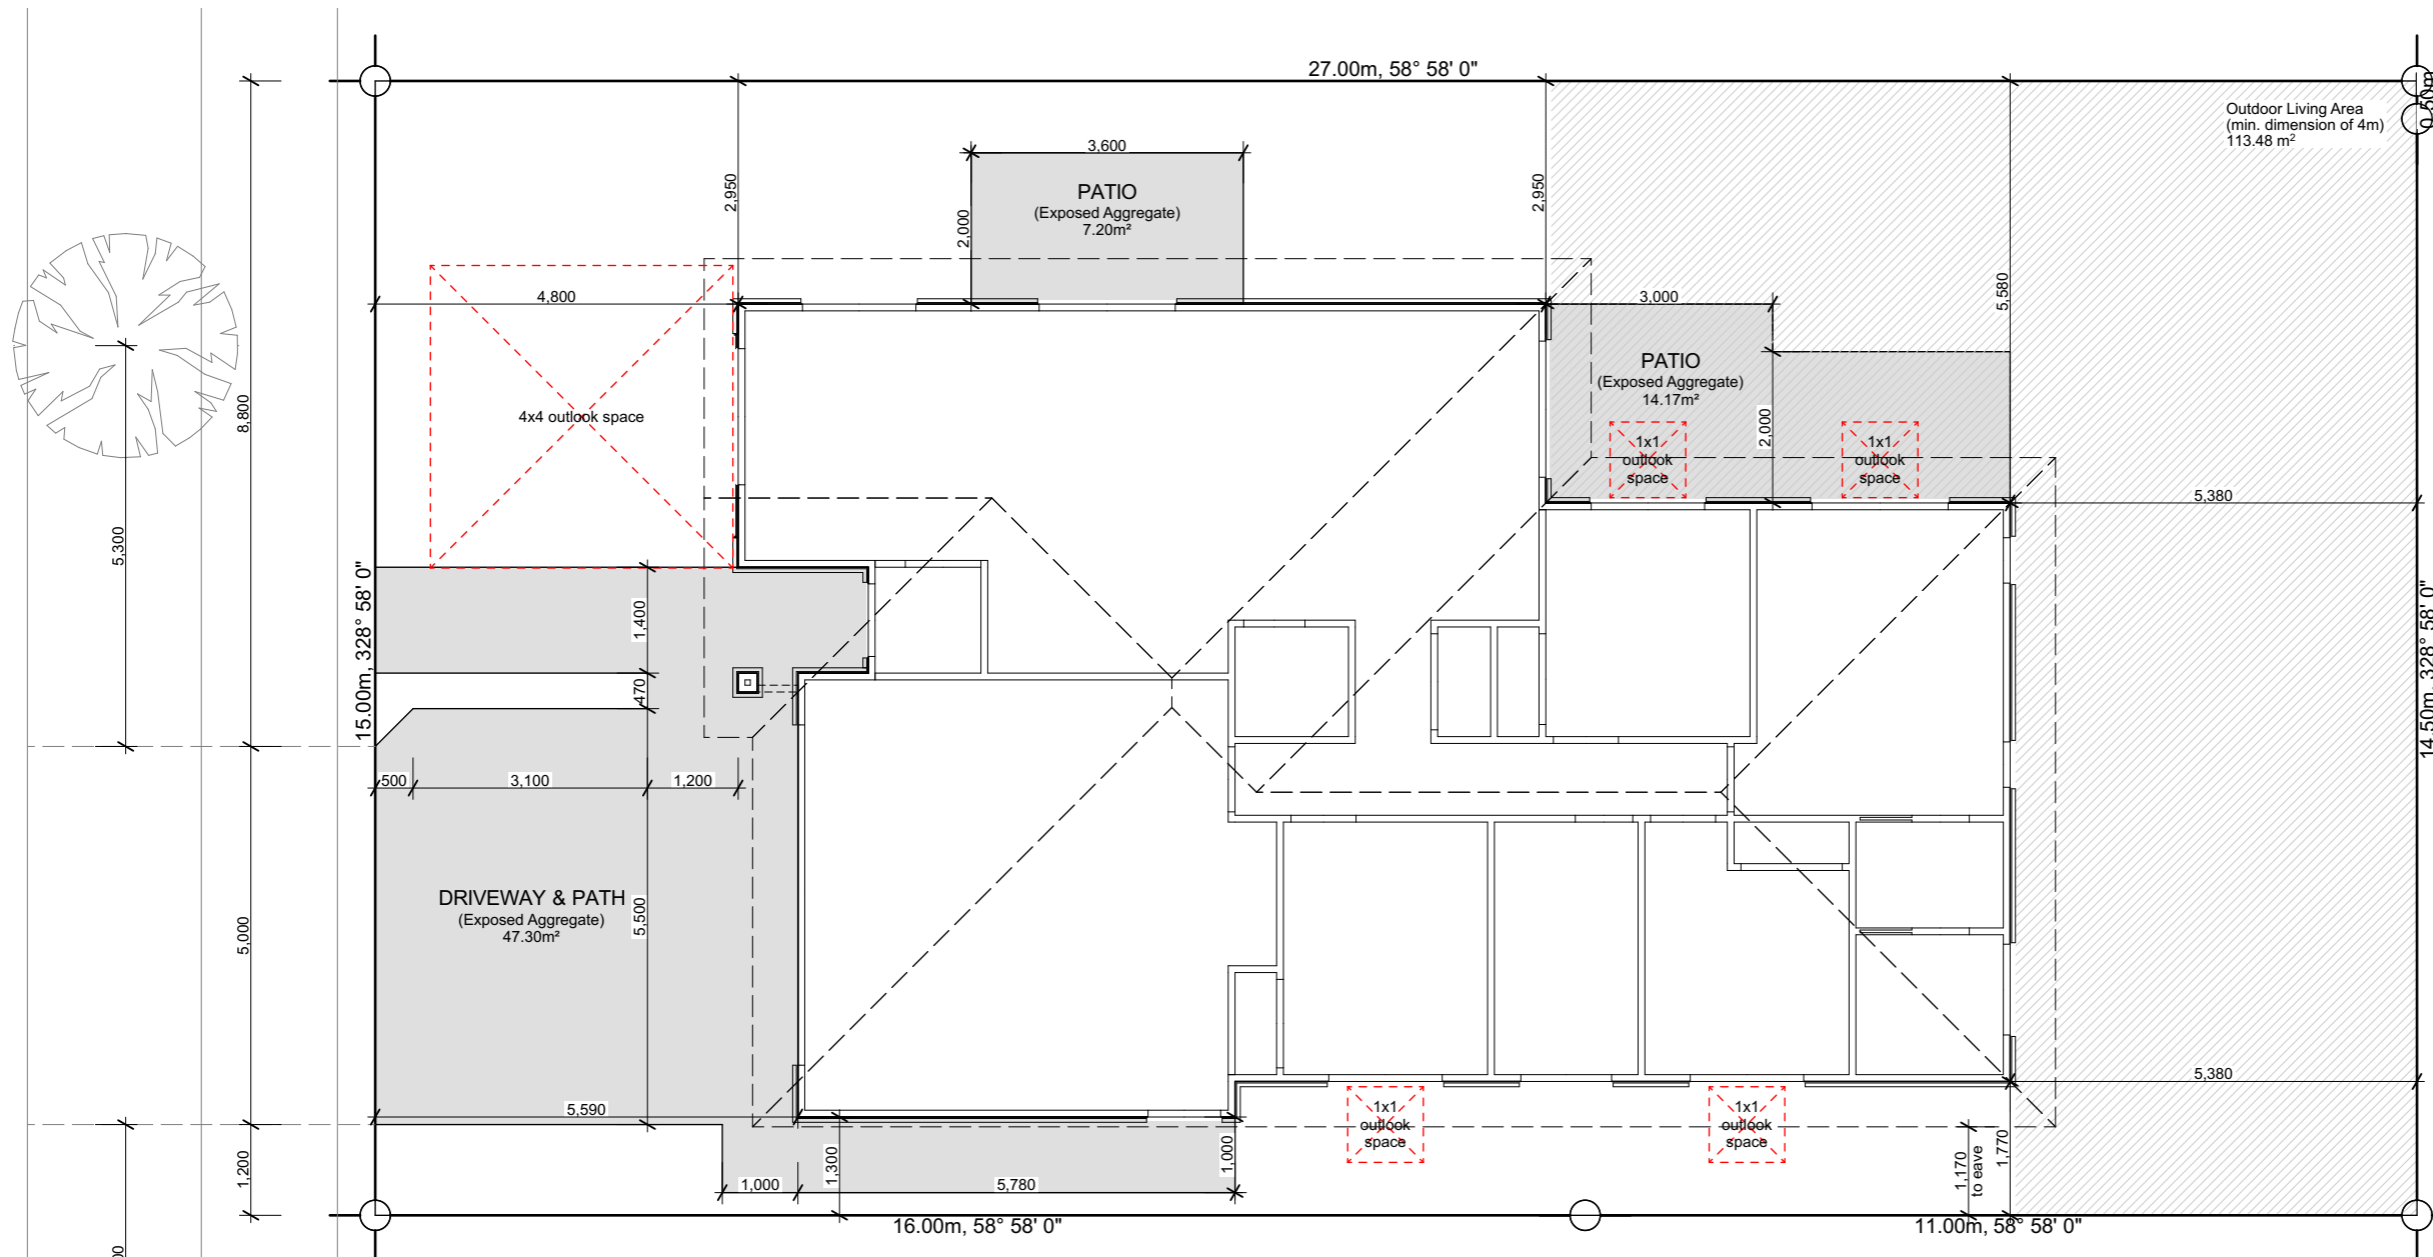 27.00m, 58° 58' 0"
0.50m
Outdoor Living Area
(min. dimension of 4m)
113.48 m²
3,600
PATIO
(Exposed Aggregate)
7.20m²
2,950
2,000
2,950
5,580
4,800
3,000
PATIO
(Exposed Aggregate)
14.17m²
2,000
4x4 outlook space
8,800
5,300
1x1
outlook
space
1x1
outlook
space
5,380
15.00m, 328° 58' 0"
14.50m, 328° 58' 0"
1,400
470
500
3,100
1,200
DRIVEWAY & PATH
(Exposed Aggregate)
47.30m²
5,500
5,000
5,380
5,590
1x1
outlook
space
1x1
outlook
space
1,200
1,300
1,000
1,000
5,780
1,170
to eave
1,770
16.00m, 58° 58' 0"
11.00m, 58° 58' 0"